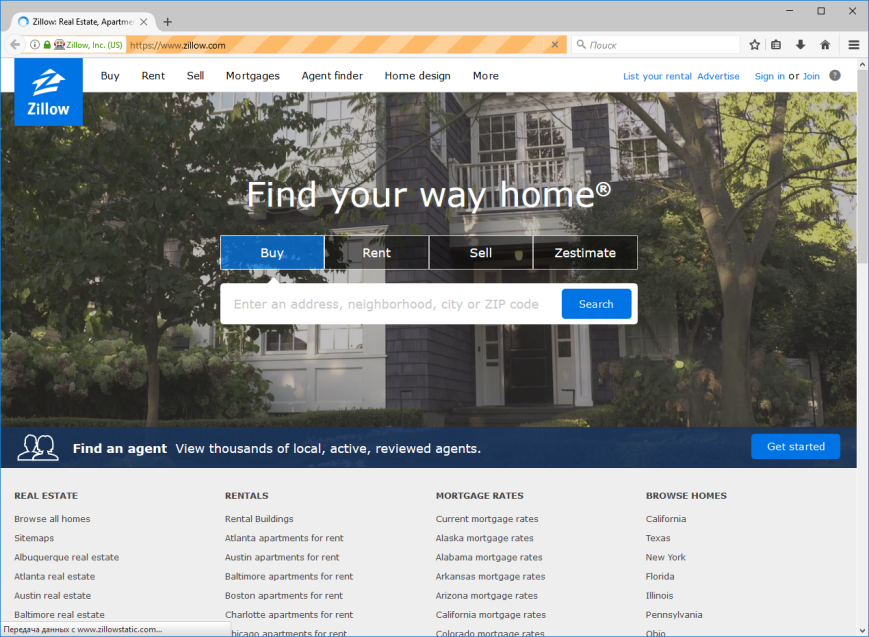 Zillow: Real Estate, Apartme
Zillow, Inc. (US) https://www.zillow.com Поиск
Zillow
Buy Rent Sell Mortgages Agent finder Home design More List your rental Advertise Sign in or Join ?
Find your way home®
Buy Rent Sell Zestimate
Enter an address, neighborhood, city or ZIP code Search
Find an agent View thousands of local, active, reviewed agents. Get started
REAL ESTATE RENTALS MORTGAGE RATES BROWSE HOMES
Browse all homes Rental Buildings Current mortgage rates California
Sitemaps Atlanta apartments for rent Alaska mortgage rates Texas
Albuquerque real estate Austin apartments for rent Alabama mortgage rates New York
Atlanta real estate Baltimore apartments for rent Arkansas mortgage rates Florida
Austin real estate Boston apartments for rent Arizona mortgage rates Illinois
Baltimore real estate Charlotte apartments for rent California mortgage rates Pennsylvania
Передача данных с www.zillowstatic.com... hicago apartments for rent Colorado mortgage rates Ohio